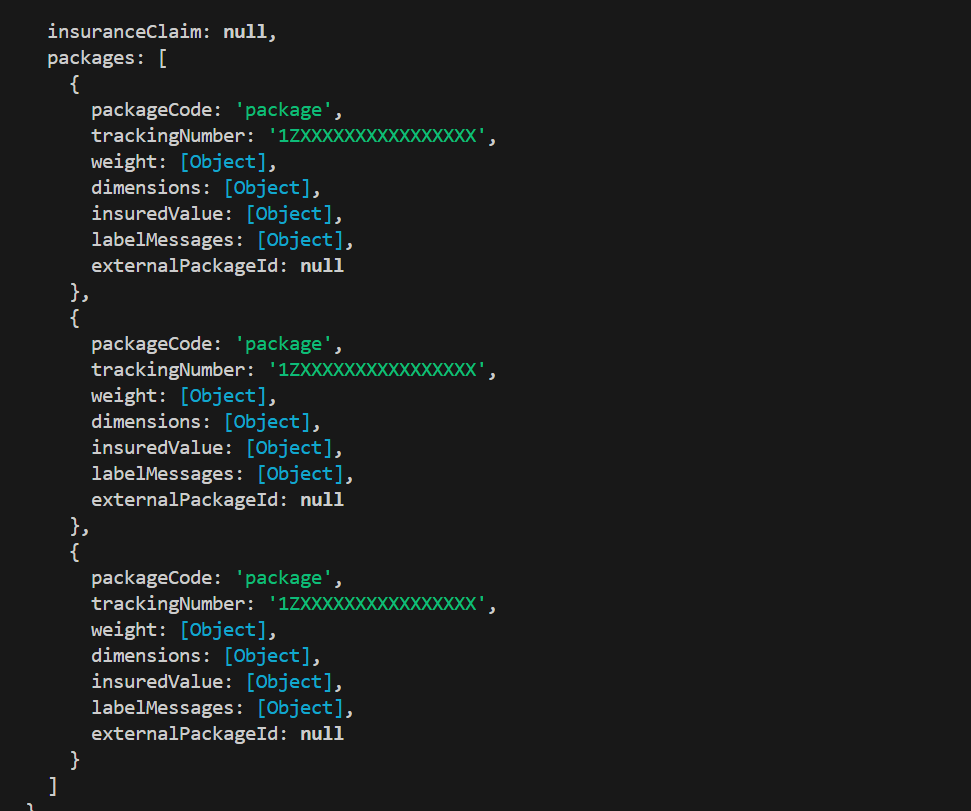 insuranceClaim: null,
packages: [
{
packageCode: 'package',
trackingNumber: '1ZXXXXXXXXXXXXXXXX',
weight: [Object],
dimensions: [Object],
insuredValue: [Object],
labelMessages: [Object],
externalPackageId: null
},
{
packageCode: 'package',
trackingNumber: '1ZXXXXXXXXXXXXXXXX',
weight: [Object],
dimensions: [Object],
insuredValue: [Object],
labelMessages: [Object],
externalPackageId: null
},
{
packageCode: 'package',
trackingNumber: '1ZXXXXXXXXXXXXXXXX',
weight: [Object],
dimensions: [Object],
insuredValue: [Object],
labelMessages: [Object],
externalPackageId: null
}
]
}